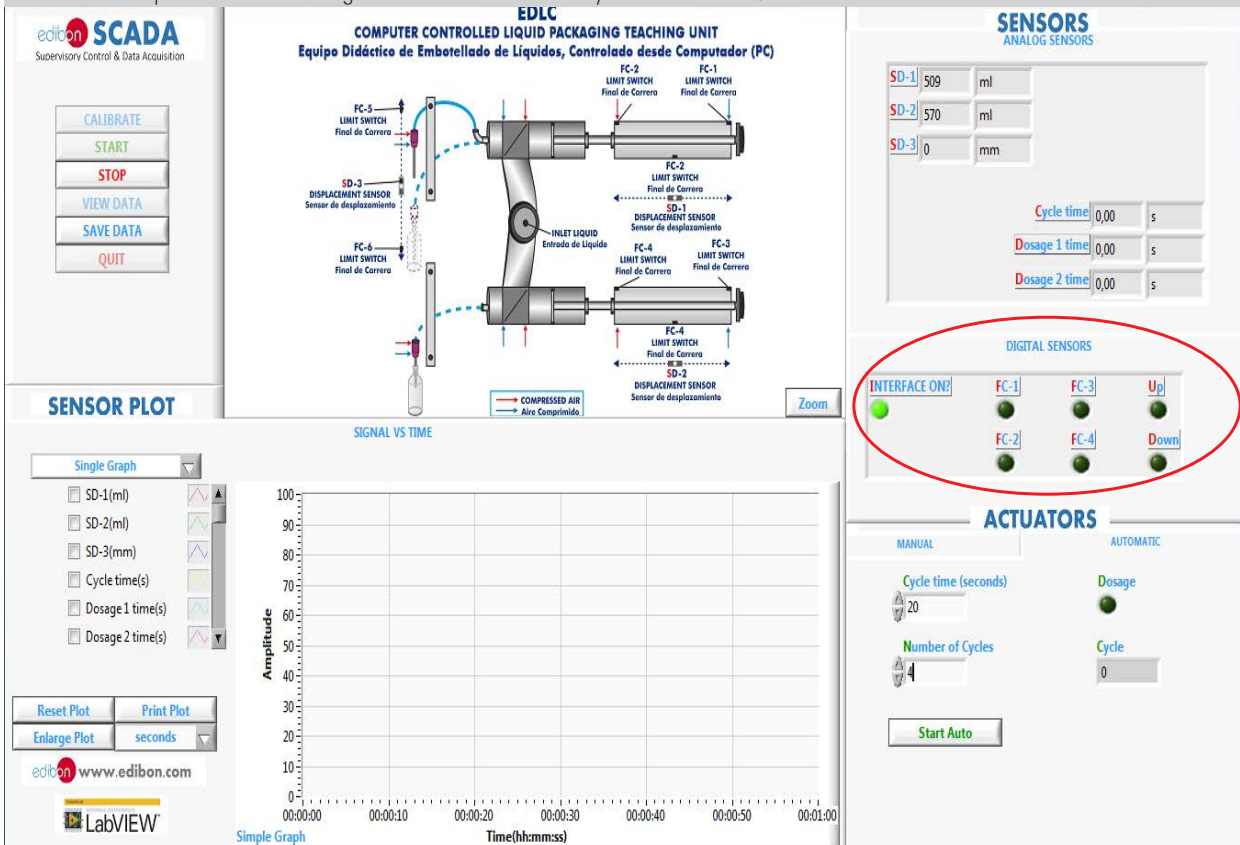 edibon SCADA
Supervisory Control & Data Acquisition
CALIBRATE
START
STOP
VIEW DATA
SAVE DATA
QUIT
EDLC
COMPUTER CONTROLLED LIQUID PACKAGING TEACHING UNIT
Equipo Didáctico de Embotellado de Líquidos, Controlado desde Computador (PC)
FC-2
LIMIT SWITCH
Final de Carrera
FC-1
LIMIT SWITCH
Final de Carrera
FC-5
LIMIT SWITCH
Final de Carrera
SD-3
DISPLACEMENT SENSOR
Sensor de desplazamiento
FC-2
LIMIT SWITCH
Final de Carrera
SD-1
DISPLACEMENT SENSOR
Sensor de desplazamiento
INLET LIQUID
Entrada de Líquido
FC-6
LIMIT SWITCH
Final de Carrera
FC-4
LIMIT SWITCH
Final de Carrera
FC-3
LIMIT SWITCH
Final de Carrera
FC-4
LIMIT SWITCH
Final de Carrera
SD-2
DISPLACEMENT SENSOR
Sensor de desplazamiento
COMPRESSED AIR
Aire Comprimido
Zoom
SENSORS
ANALOG SENSORS
SD-1 509 ml
SD-2 570 ml
SD-3 0 mm
Cycle time 0,00 s
Dosage 1 time 0,00 s
Dosage 2 time 0,00 s
DIGITAL SENSORS
INTERFACE ON? FC-1 FC-3 Up
FC-2 FC-4 Down
SENSOR PLOT
Single Graph
SD-1(ml)
SD-2(ml)
SD-3(mm)
Cycle time(s)
Dosage 1 time(s)
Dosage 2 time(s)
Reset Plot Print Plot
Enlarge Plot seconds
edibon www.edibon.com
LabVIEW
SIGNAL VS TIME
Amplitude
100
90
80
70
60
50
40
30
20
10
0
00:00:00 00:00:10 00:00:20 00:00:30 00:00:40 00:00:50 00:01:00
Simple Graph
Time(hh:mm:ss)
ACTUATORS
MANUAL AUTOMATIC
Cycle time (seconds) Dosage
20
Number of Cycles Cycle
4 0
Start Auto